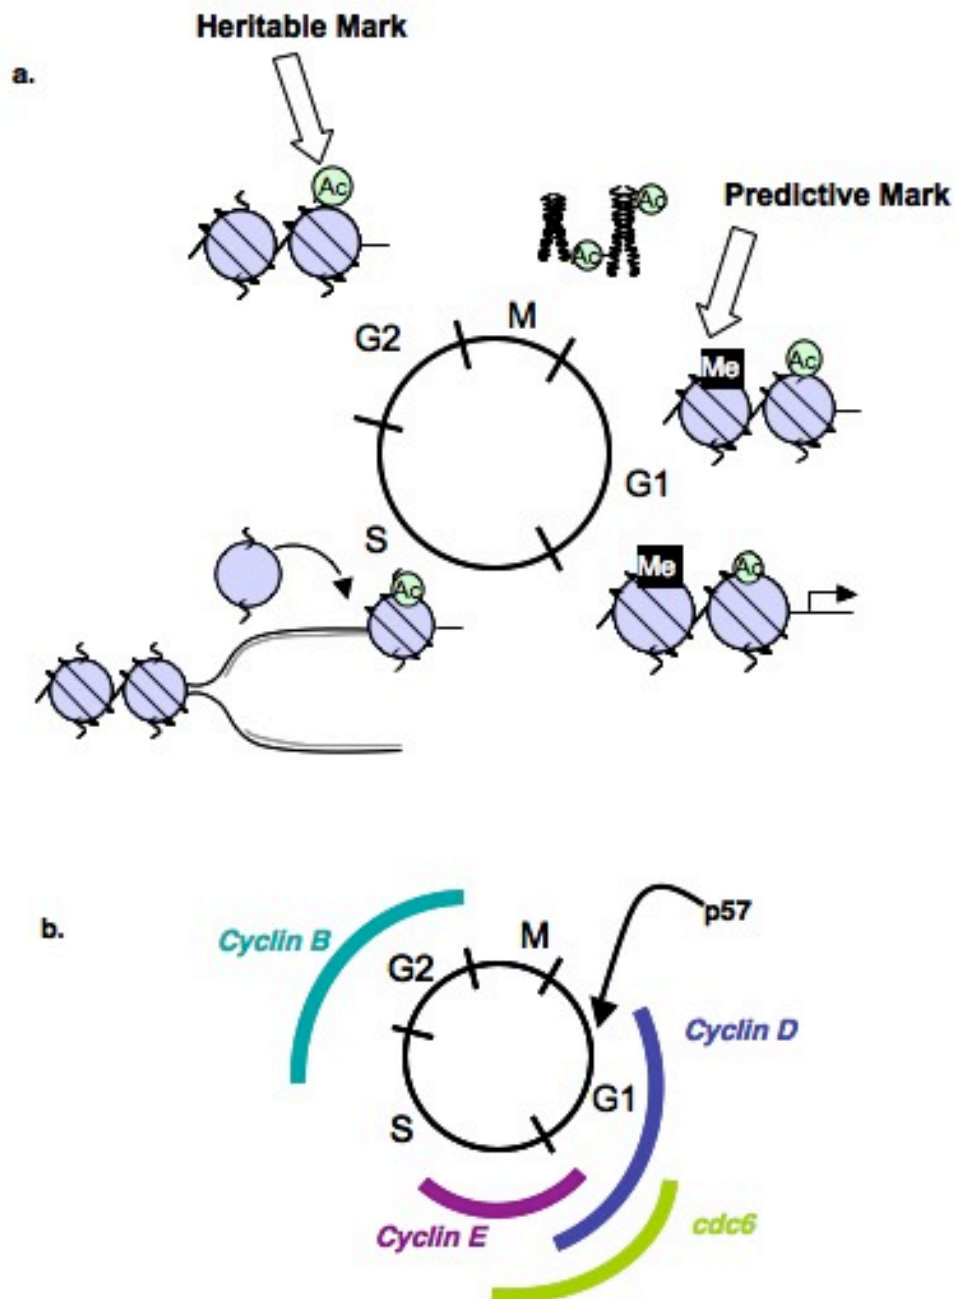 Heritable Mark
a.
Ac
Ac
Predictive Mark
Ac
M
G2
Ac
Me
G1
S
Me
Ac
Ac
b.
p57
M
Cyclin B
G2
Cyclin D
G1
S
cdc6
Cyclin E